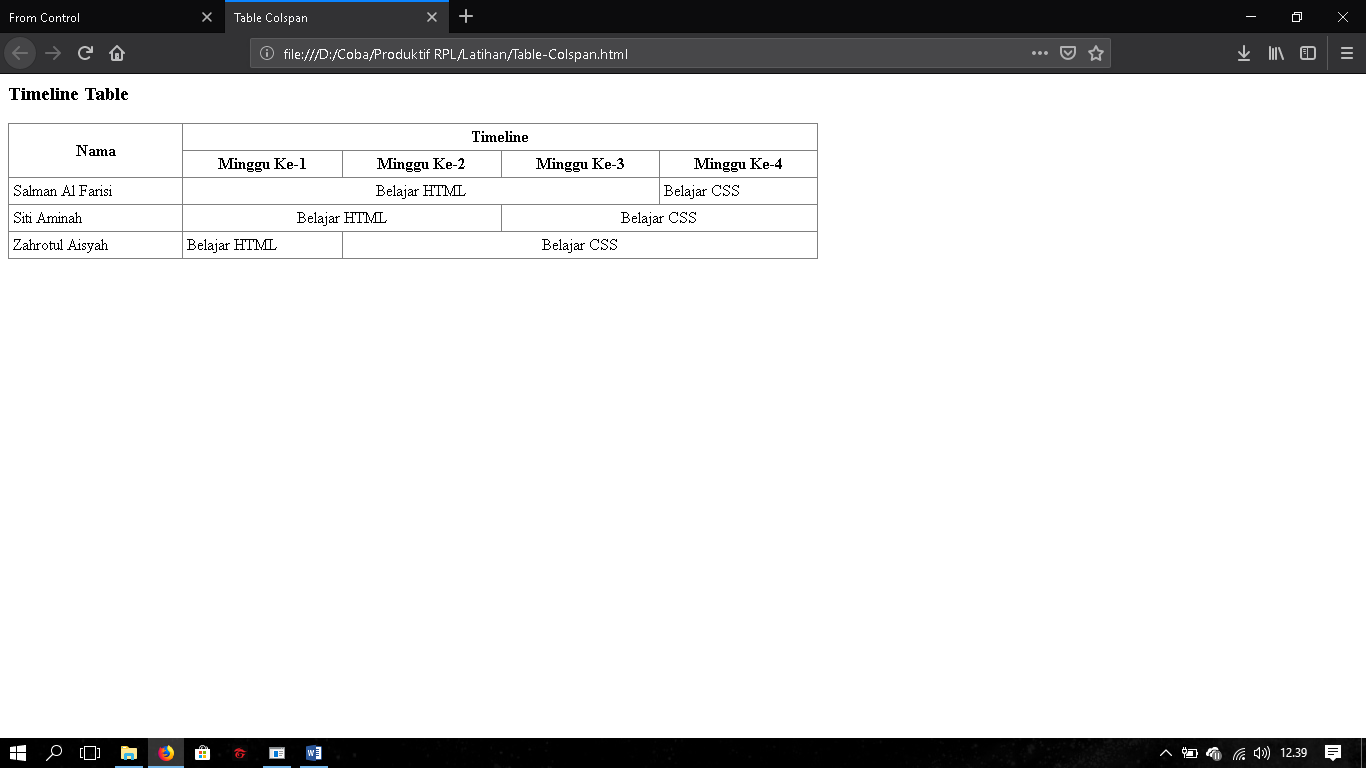 From Control
Table Colspan
file:///D:/Coba/Produktif RPL/Latihan/Table-Colspan.html
Timeline Table
Nama Timeline
Minggu Ke-1 Minggu Ke-2 Minggu Ke-3 Minggu Ke-4
Salman Al Farisi Belajar HTML Belajar CSS
Siti Aminah Belajar HTML Belajar CSS
Zahrotul Aisyah Belajar HTML Belajar CSS
12.39